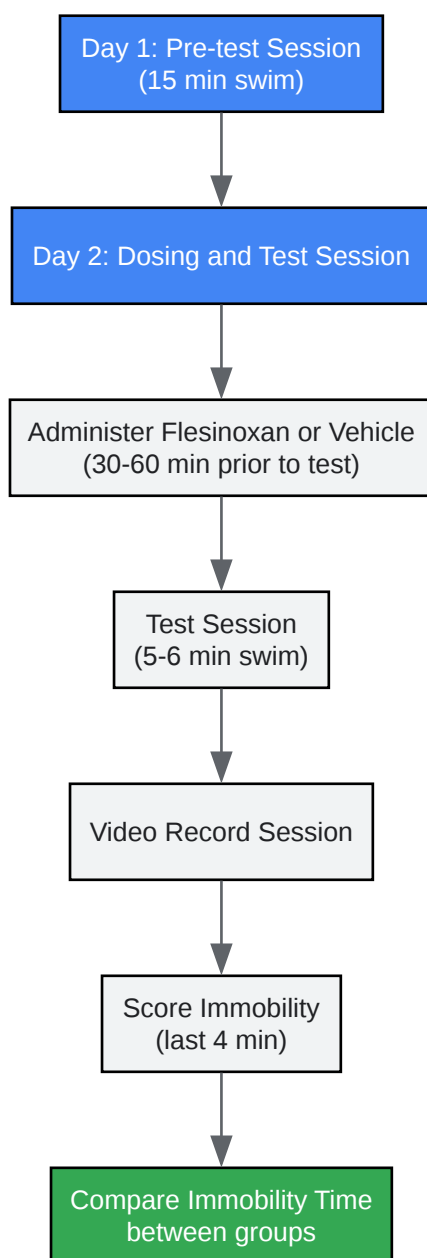 Day 1: Pre-test Session
(15 min swim)
Day 2: Dosing and Test Session
Administer Flesinoxan or Vehicle
(30-60 min prior to test)
Test Session
(5-6 min swim)
Video Record Session
Score Immobility
(last 4 min)
Compare Immobility Time
between groups